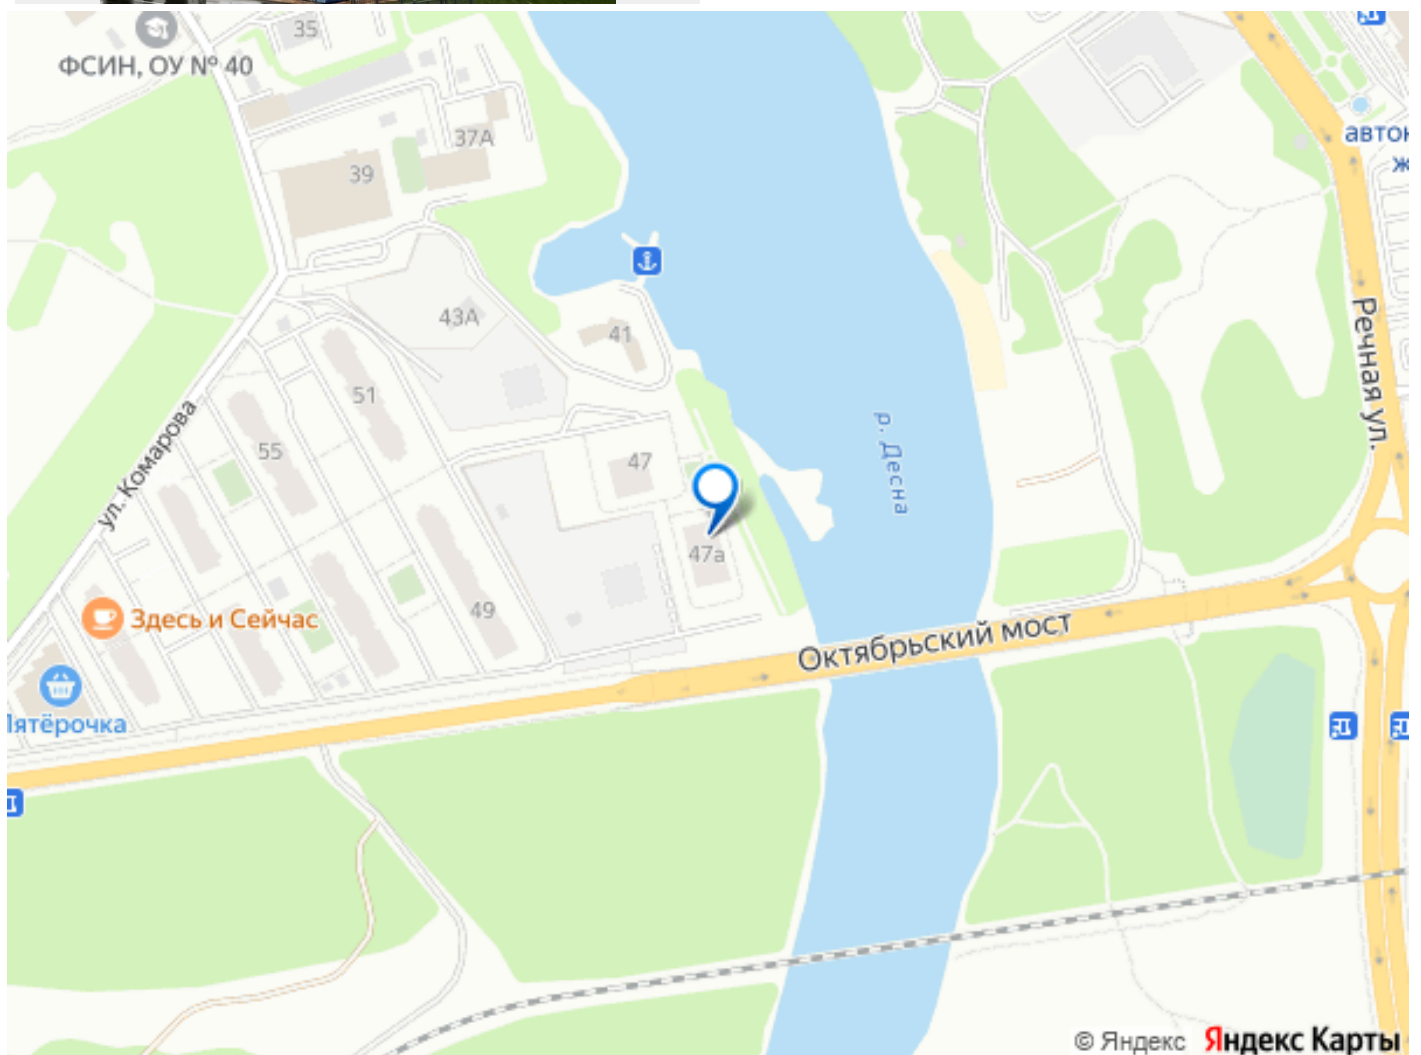 35
ФСИН, ОУ № 40
37А
39
43А
41
51
55
47
47а
49
ул. Комарова
р. Десна
Речная ул.
Октябрьский мост
Здесь и Сейчас
© Яндекс Яндекс Карты